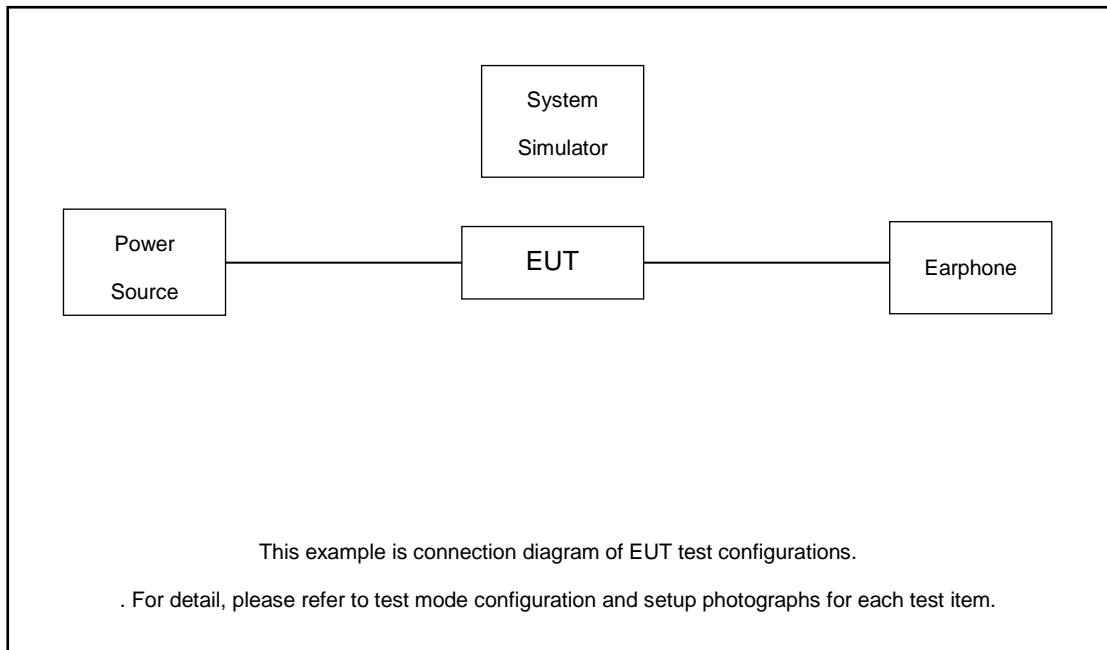 System
Simulator
Power
Source
EUT
Earphone
This example is connection diagram of EUT test configurations.
. For detail, please refer to test mode configuration and setup photographs for each test item.